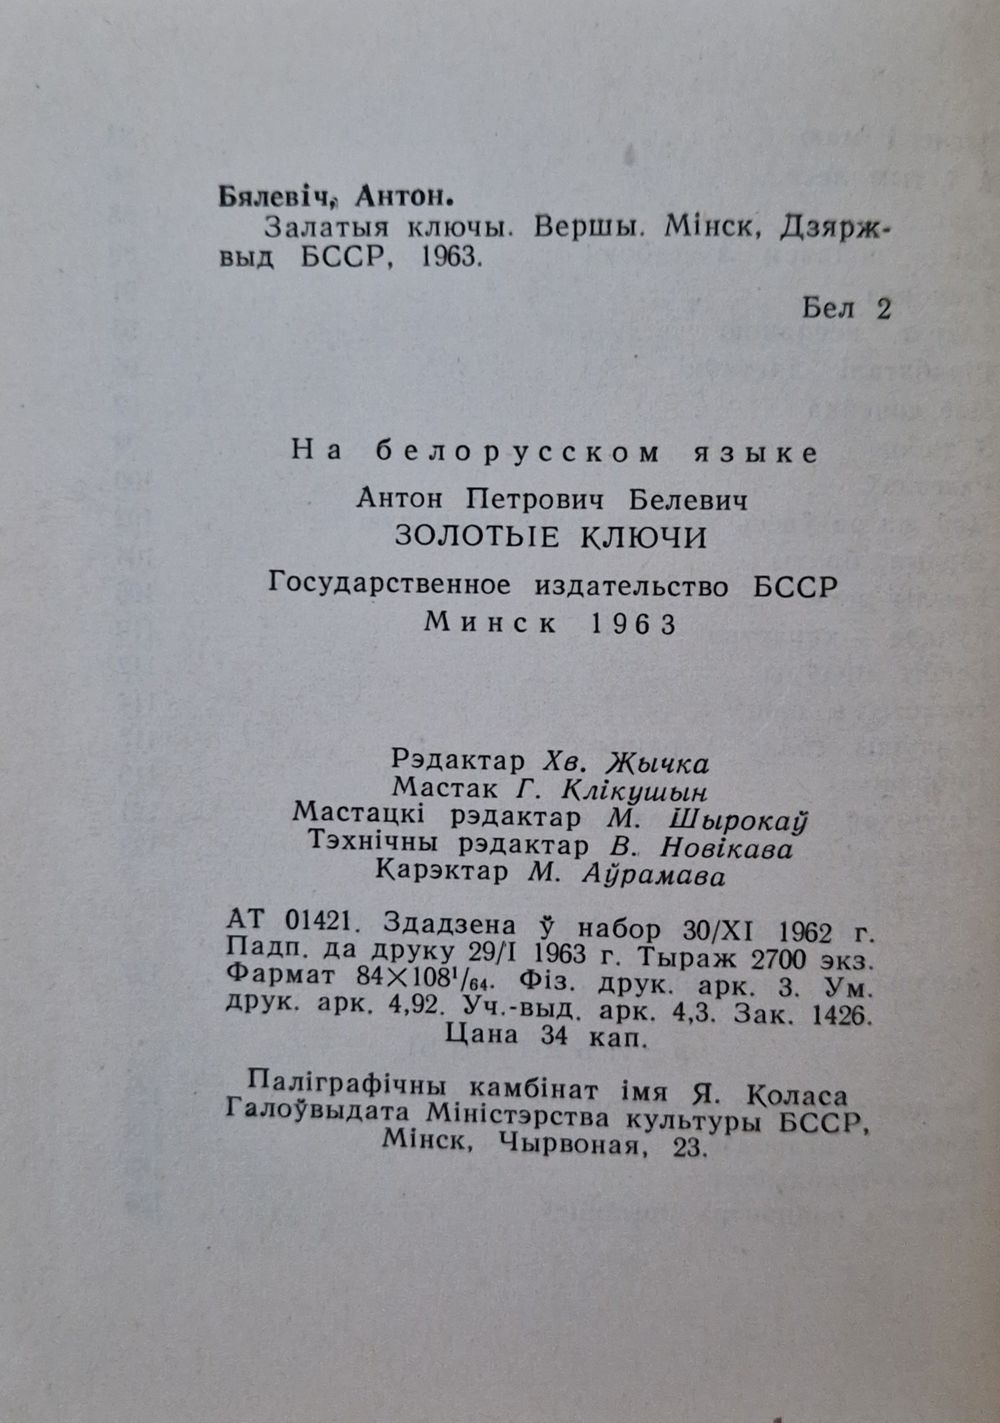 Бялевіч, Антон.
Залатыя ключы. Вершы. Мінск, Дзярж-
выд БССР, 1963.
Бел 2
На белорусском языке
Антон Петрович Белевич
ЗОЛОТЫЕ КЛЮЧИ
Государственное издательство БССР
Минск 1963
Рэдактар Хв. Жычка
Мастак Г. Клікушын
Мастацкі рэдактар М. Шырокаў
Тэхнічны рэдактар В. Новікава
Карэктар М. Аўрамава
АТ 01421. Здадзена ў набор 30/XI 1962 г.
Падп. да друку 29/I 1963 г. Тыраж 2700 экз.
Фармат 84×108¹/₆₄. Фіз. друк. арк. 3. Ум.
друк. арк. 4,92. Уч.-выд. арк. 4,3. Зак. 1426.
Цана 34 кап.
Паліграфічны камбінат імя Я. Коласа
Галоўвыдата Міністэрства культуры БССР,
Мінск, Чырвоная, 23.